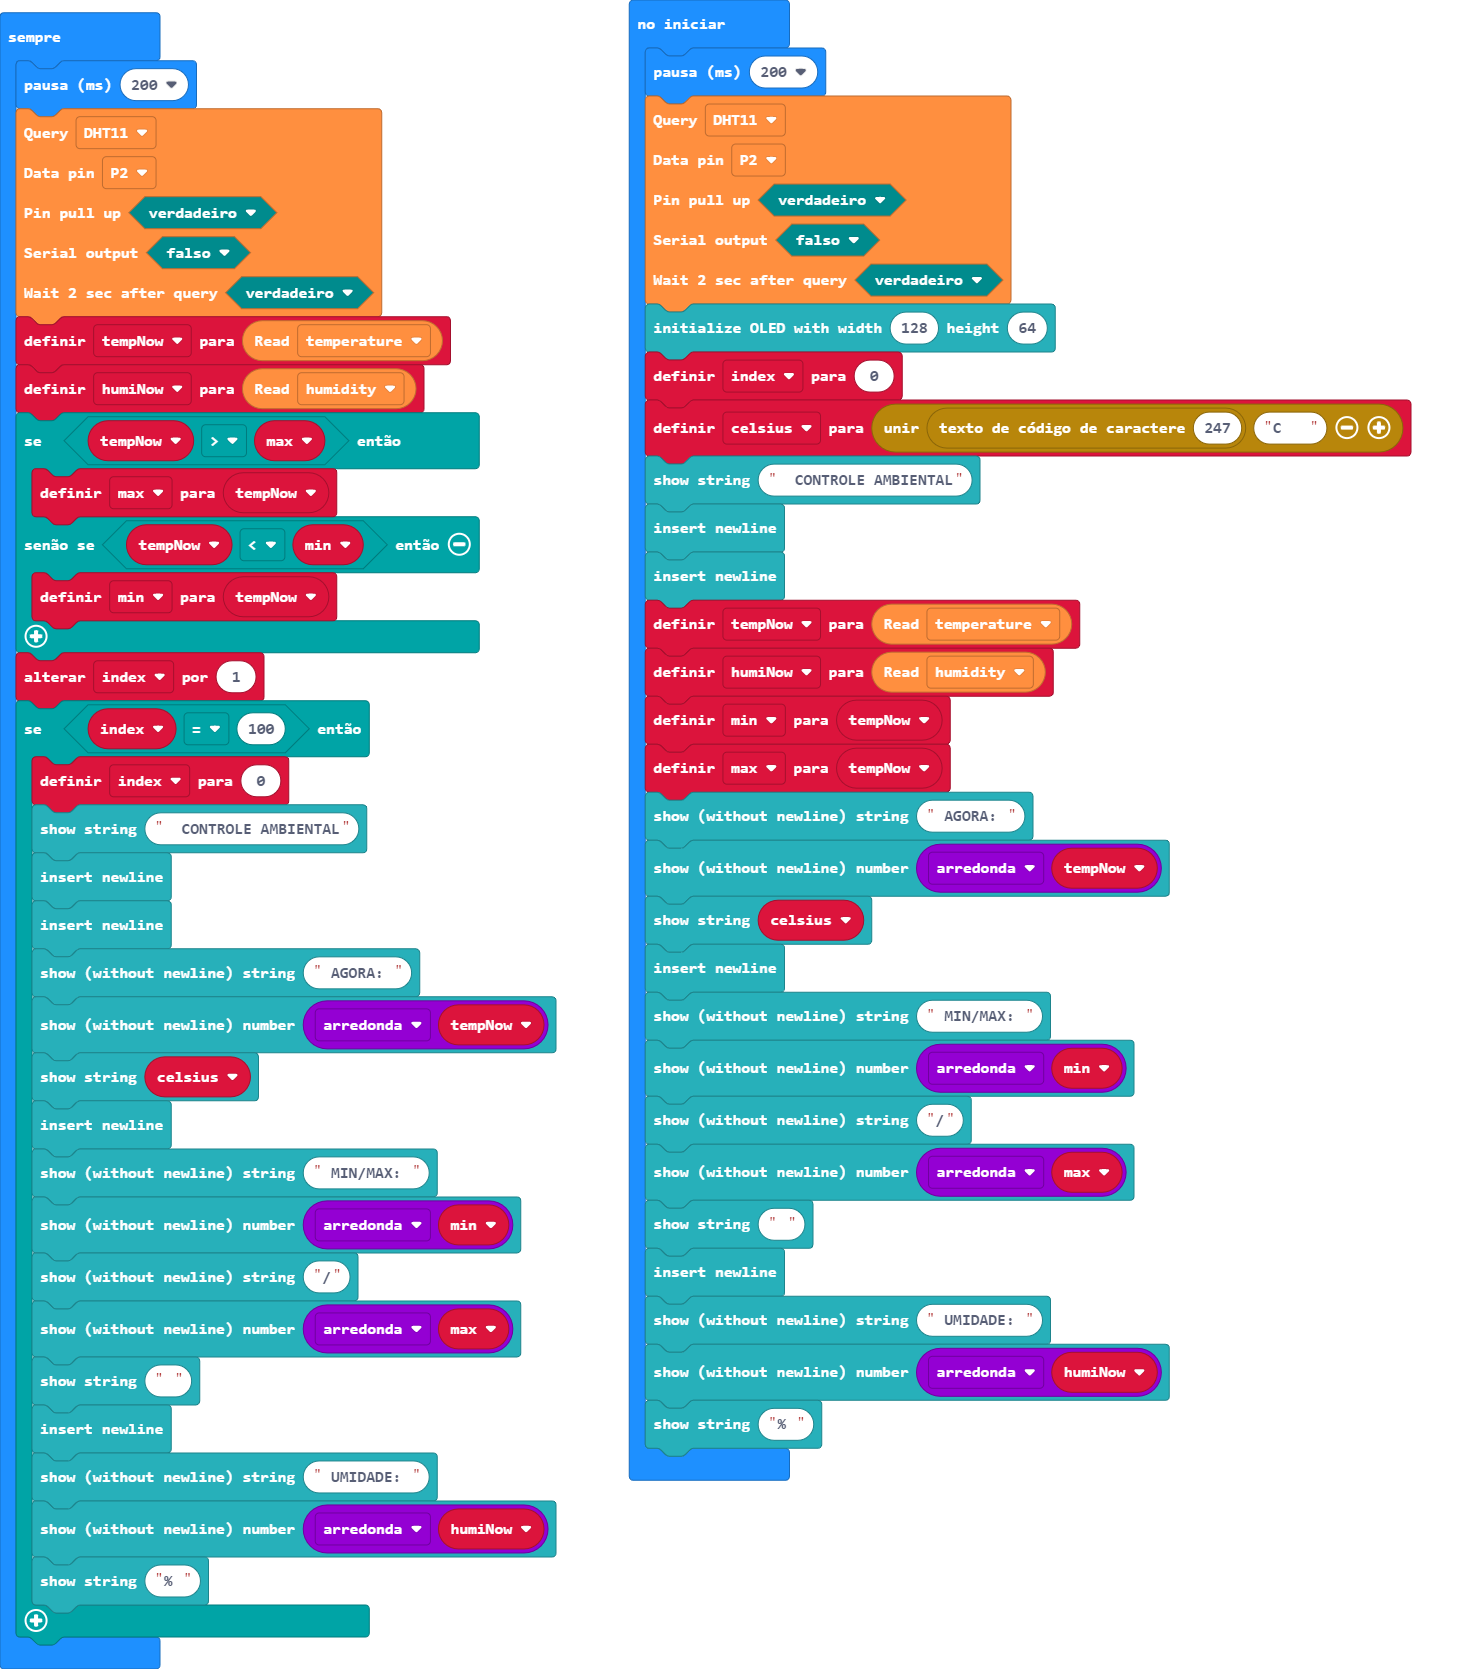 sempre
pausa (ms) 200
Query DHT11
Data pin P2
Pin pull up verdadeiro
Serial output falso
Wait 2 sec after query verdadeiro
definir tempNow para Read temperature
definir humiNow para Read humidity
se tempNow > max então
definir max para tempNow
senão se tempNow < min então
definir min para tempNow
alterar index por 1
se index = 100 então
definir index para 0
show string "  CONTROLE AMBIENTAL"
insert newline
insert newline
show (without newline) string " AGORA: "
show (without newline) number arredonda tempNow
show string celsius
insert newline
show (without newline) string " MIN/MAX: "
show (without newline) number arredonda min
show (without newline) string "/"
show (without newline) number arredonda max
show string " "
insert newline
show (without newline) string " UMIDADE: "
show (without newline) number arredonda humiNow
show string "% "
no iniciar
pausa (ms) 200
Query DHT11
Data pin P2
Pin pull up verdadeiro
Serial output falso
Wait 2 sec after query verdadeiro
initialize OLED with width 128 height 64
definir index para 0
definir celsius para unir texto de código de caractere 247 "C   "
show string "  CONTROLE AMBIENTAL"
insert newline
insert newline
definir tempNow para Read temperature
definir humiNow para Read humidity
definir min para tempNow
definir max para tempNow
show (without newline) string " AGORA: "
show (without newline) number arredonda tempNow
show string celsius
insert newline
show (without newline) string " MIN/MAX: "
show (without newline) number arredonda min
show (without newline) string "/"
show (without newline) number arredonda max
show string " "
insert newline
show (without newline) string " UMIDADE: "
show (without newline) number arredonda humiNow
show string "% "